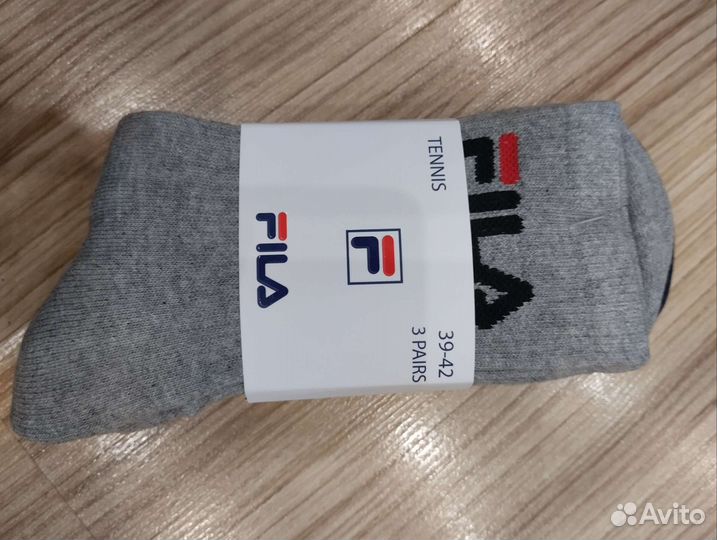 TENNIS
39-42
3 PAIRS
F
FILA
FILA
Avito